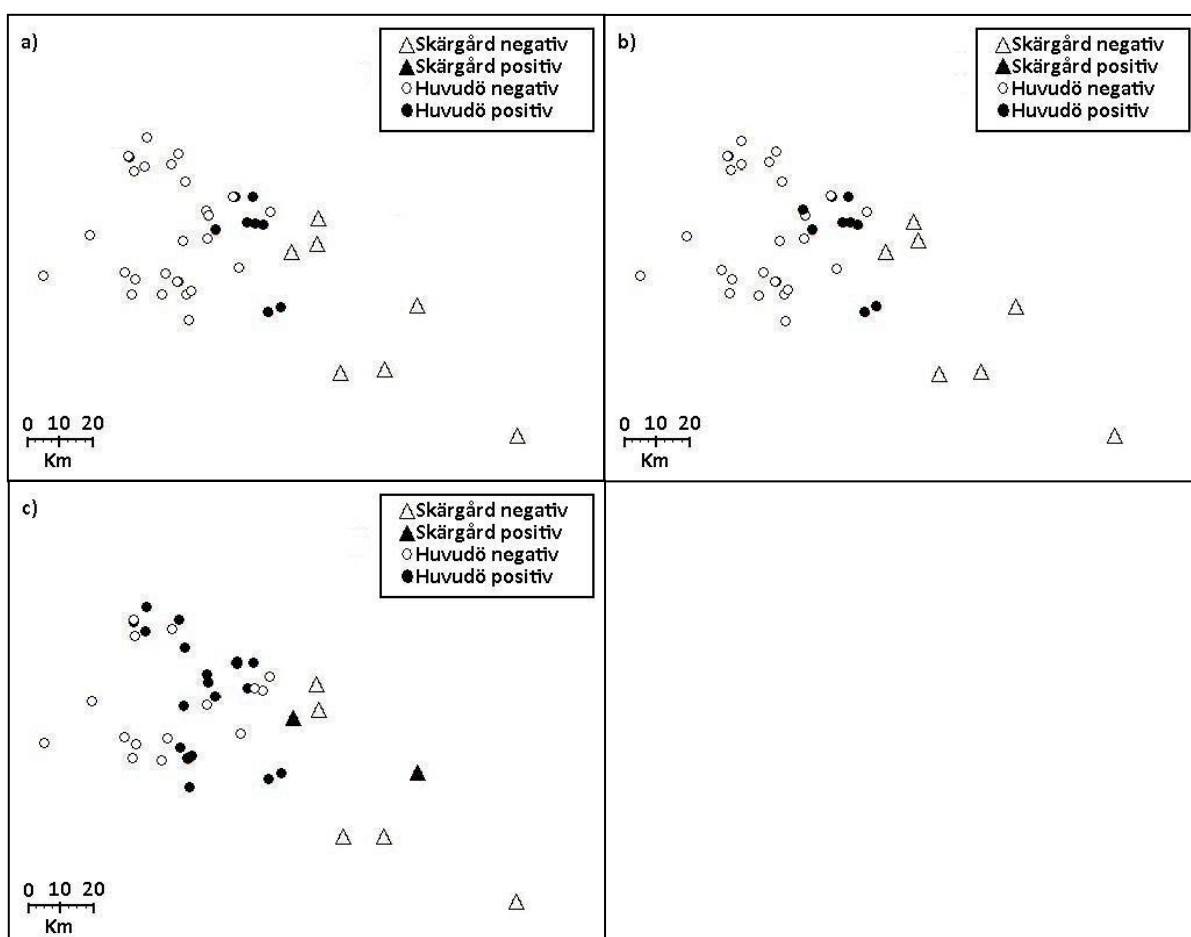 a)
△Skärgård negativ
▲Skärgård positiv
○Huvudö negativ
●Huvudö positiv
0 10 20
Km
b)
△Skärgård negativ
▲Skärgård positiv
○Huvudö negativ
●Huvudö positiv
0 10 20
Km
c)
△Skärgård negativ
▲Skärgård positiv
○Huvudö negativ
●Huvudö positiv
0 10 20
Km